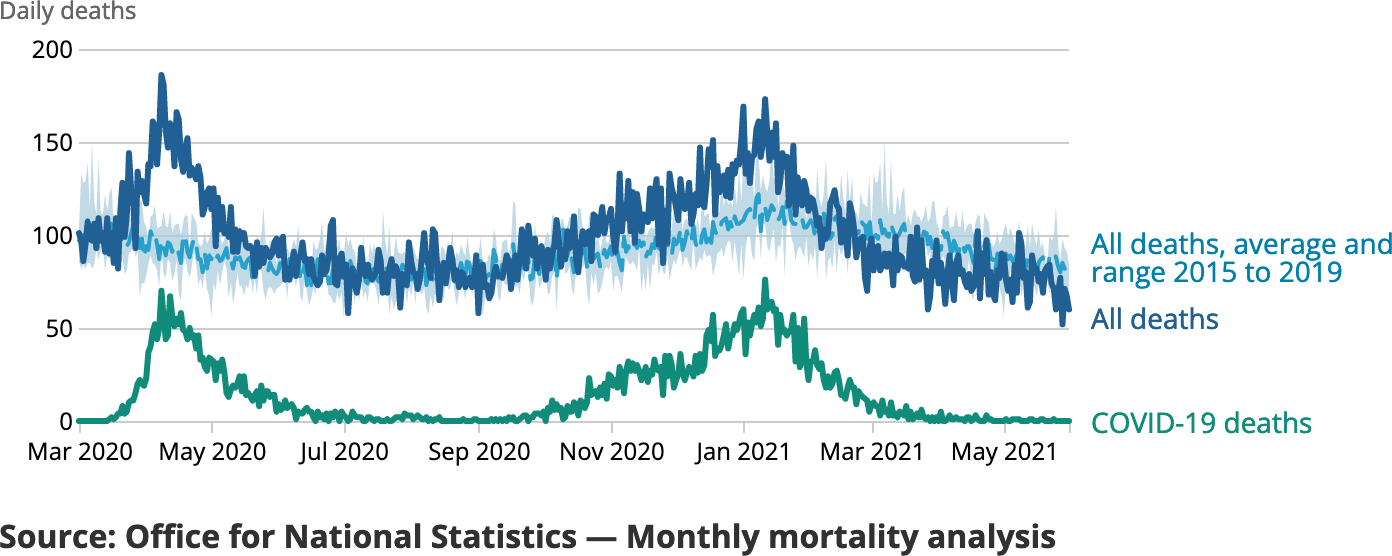 Daily deaths
200
150
100
50
0
Mar 2020 May 2020 Jul 2020 Sep 2020 Nov 2020 Jan 2021 Mar 2021 May 2021
All deaths, average and
range 2015 to 2019
All deaths
COVID-19 deaths
Source: Office for National Statistics — Monthly mortality analysis